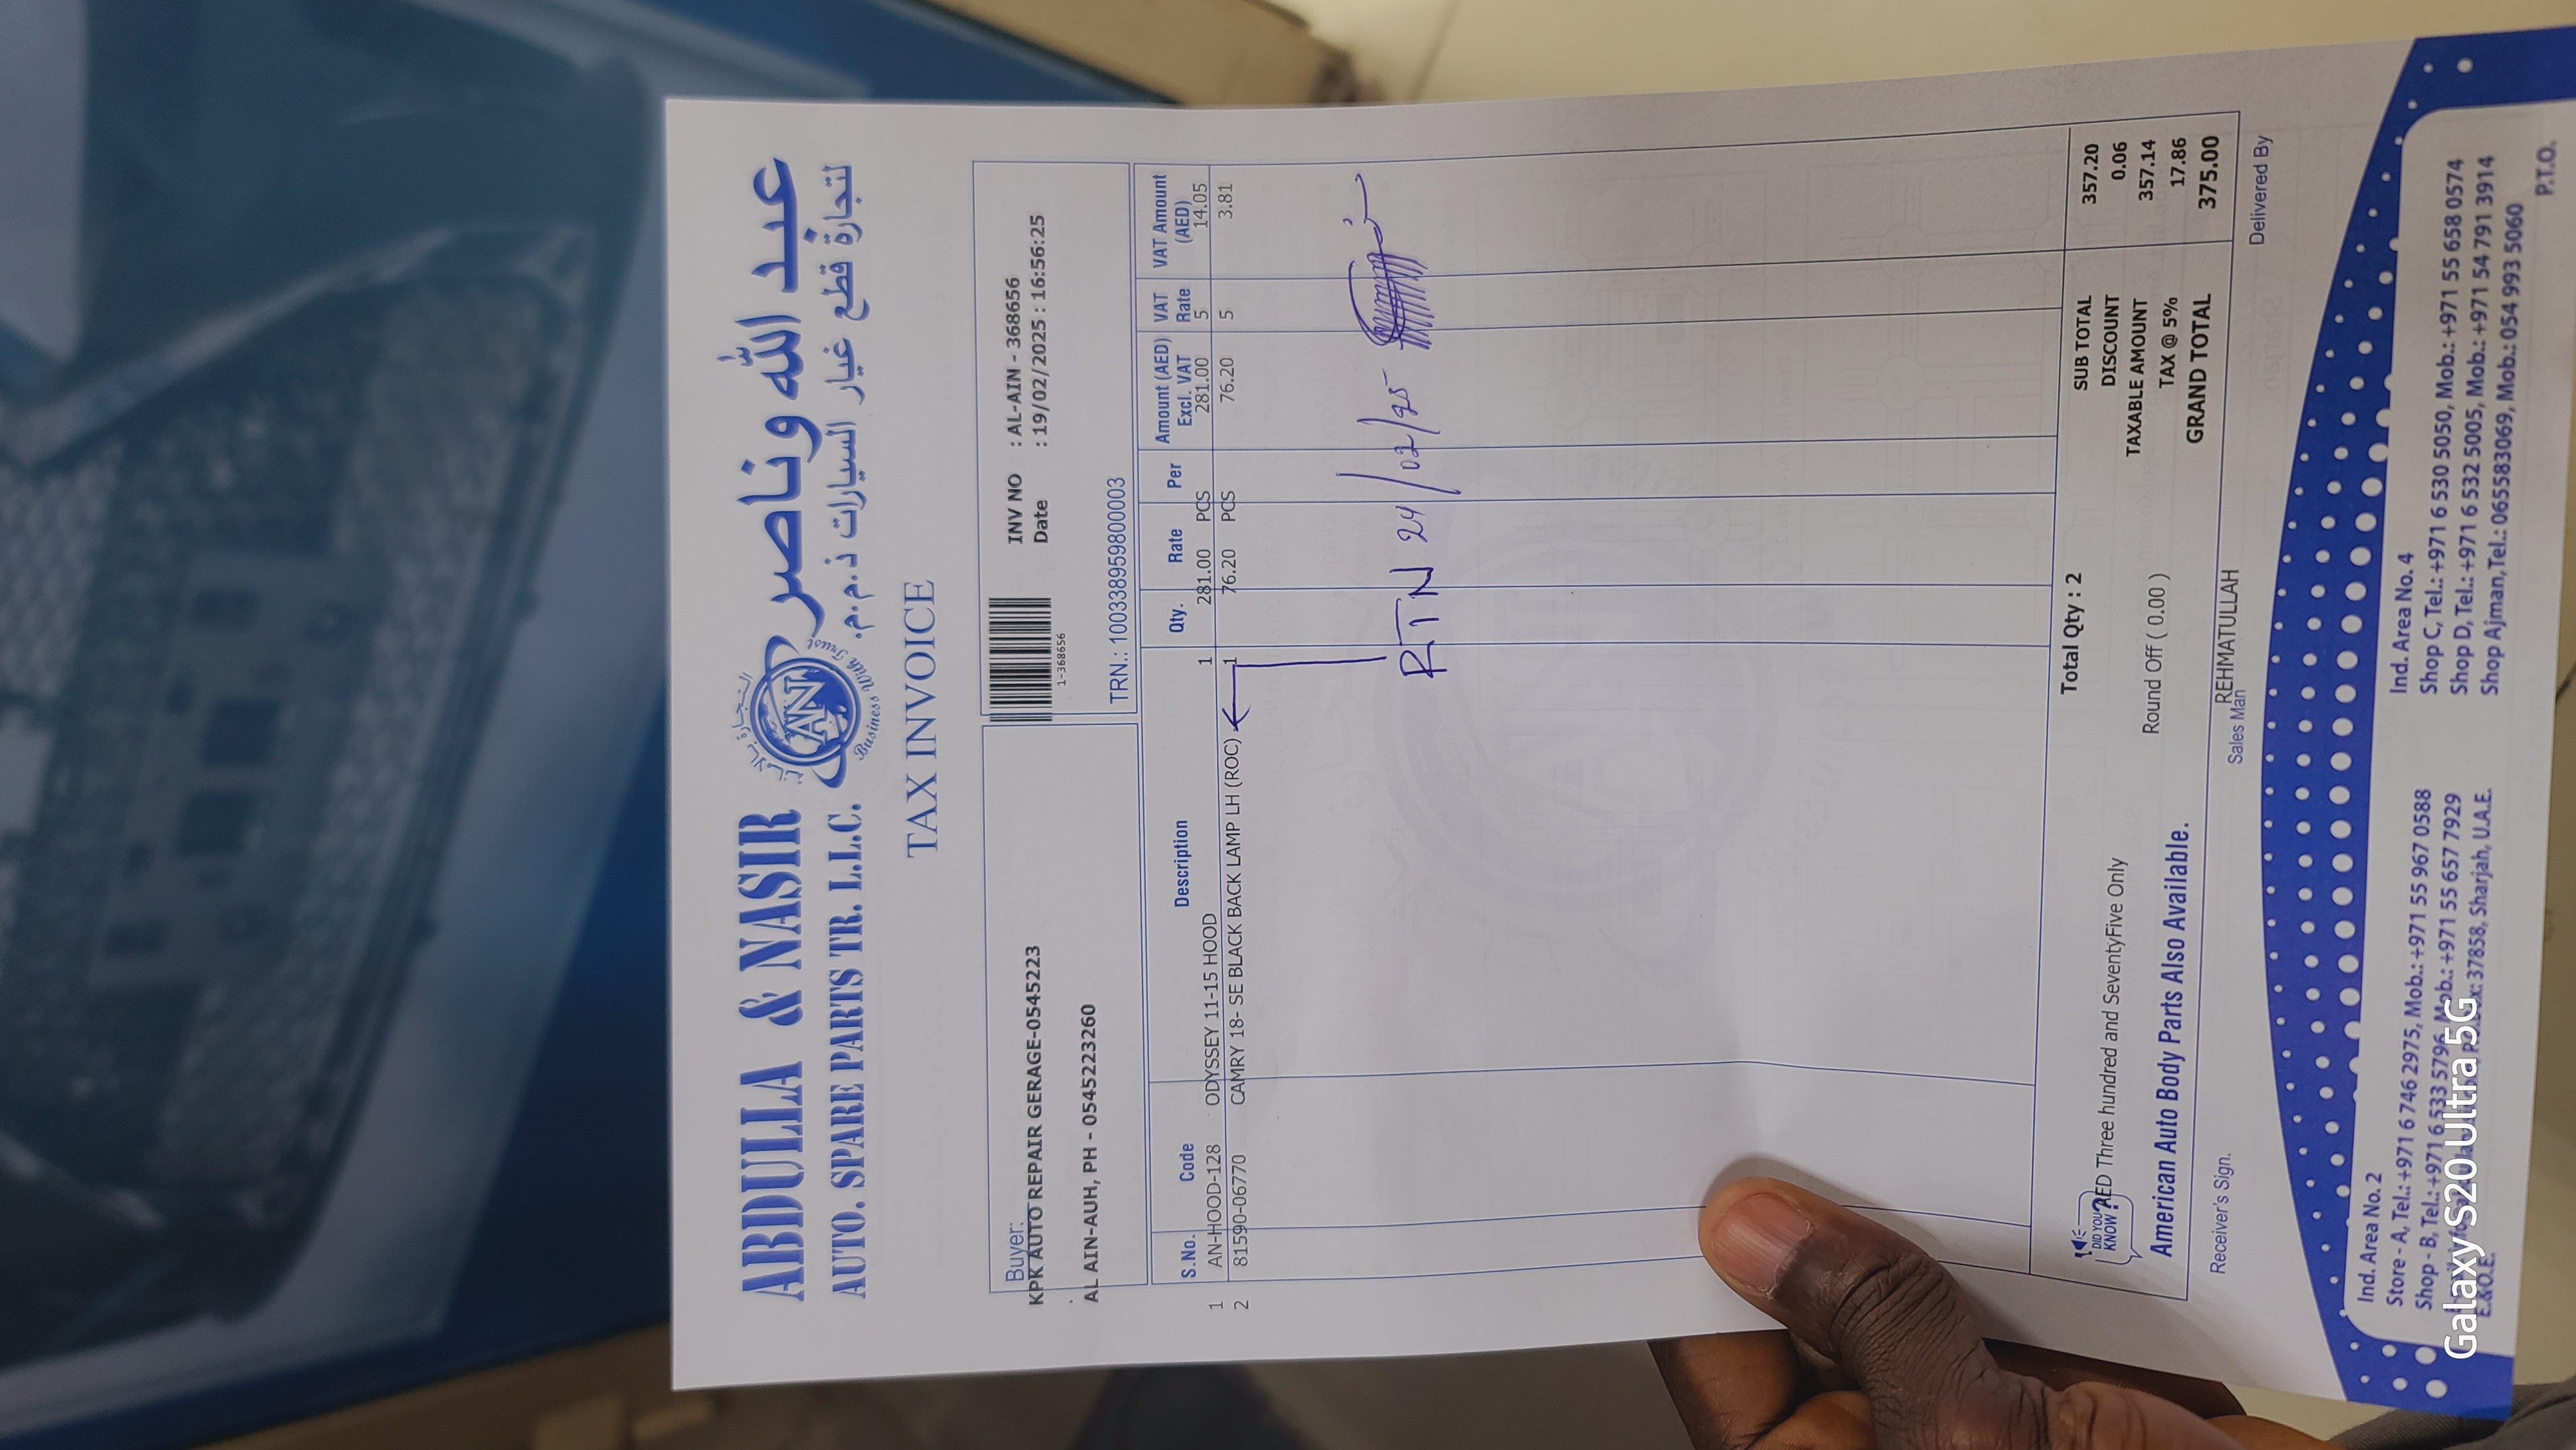 ABDULLA & NASIR
عبد الله و ناصر
AUTO. SPARE PARTS TR. L.L.C.
لتجارة قطع غيار السيارات ذ.م.م.
AN
Business With Trust
TAX INVOICE
Buyer:
KPK AUTO REPAIR GERAGE-0545223
AL AIN-AUH, PH - 0545223260
1-368656
INV NO : AL-AIN - 368656
Date : 19/02/2025 : 16:56:25
TRN.: 100338959800003
S.No. Code Description Qty. Rate Per Amount (AED) Excl. VAT VAT Rate VAT Amount (AED)
1 AN-HOOD-128 ODYSSEY 11-15 HOOD 1 281.00 PCS 281.00 5 14.05
2 81590-06770 CAMRY 18- SE BLACK BACK LAMP LH (ROC) 1 76.20 PCS 76.20 5 3.81
RTN 24/02/25
Total Qty : 2
SUB TOTAL 357.20
DISCOUNT 0.06
TAXABLE AMOUNT 357.14
TAX @ 5% 17.86
GRAND TOTAL 375.00
DID YOU KNOW?
AED Three hundred and SeventyFive Only
Round Off ( 0.00 )
American Auto Body Parts Also Available.
Receiver's Sign.
REHMATULLAH
Sales Man
Delivered By
Ind. Area No. 2
Store - A, Tel.: +971 6 746 2975, Mob.: +971 55 967 0588
Shop - B, Tel.: +971 6 533 5796, Mob.: +971 55 657 7929
37858, Sharjah, U.A.E.
E.&O.E.
Ind. Area No. 4
Shop C, Tel.: +971 6 530 5050, Mob.: +971 55 658 0574
Shop D, Tel.: +971 6 532 5005, Mob.: +971 54 791 3914
Shop Ajman, Tel.: 065583069, Mob.: 054 993 5060
P.T.O.
Galaxy S20 Ultra 5G